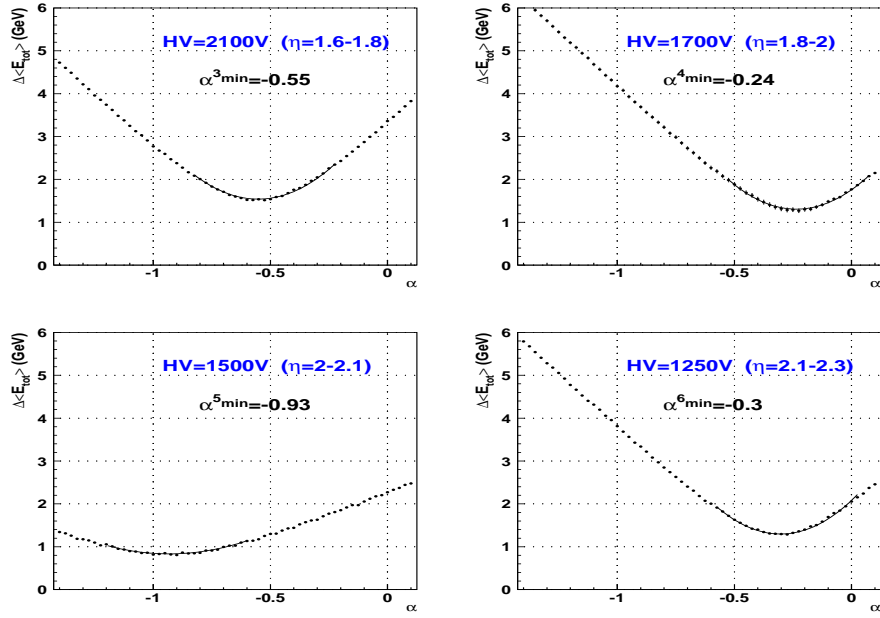 Δ<E_tot> (GeV)
HV=2100V (η=1.6-1.8)
α³min=-0.55
6
5
4
3
2
1
0
-1 -0.5 0
α
Δ<E_tot> (GeV)
HV=1700V (η=1.8-2)
α⁴min=-0.24
6
5
4
3
2
1
0
-1 -0.5 0
α
Δ<E_tot> (GeV)
HV=1500V (η=2-2.1)
α⁵min=-0.93
6
5
4
3
2
1
0
-1 -0.5 0
α
Δ<E_tot> (GeV)
HV=1250V (η=2.1-2.3)
α⁶min=-0.3
6
5
4
3
2
1
0
-1 -0.5 0
α